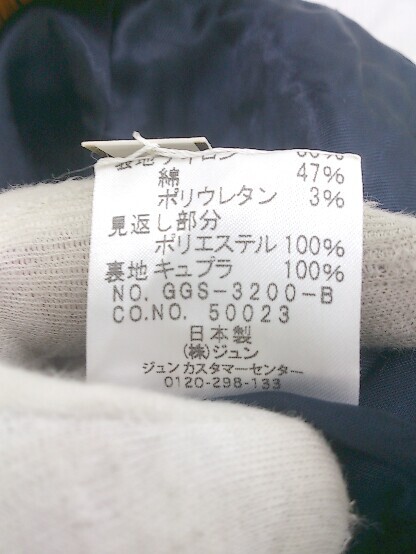 綿 47%
ポリウレタン 3%
見返し部分
ポリエステル 100%
裏地 キュプラ 100%
NO. GGS-3200-B
CO.NO. 50023
日本製
(株)ジュン
ジュンカスタマーセンター
0120-298-133